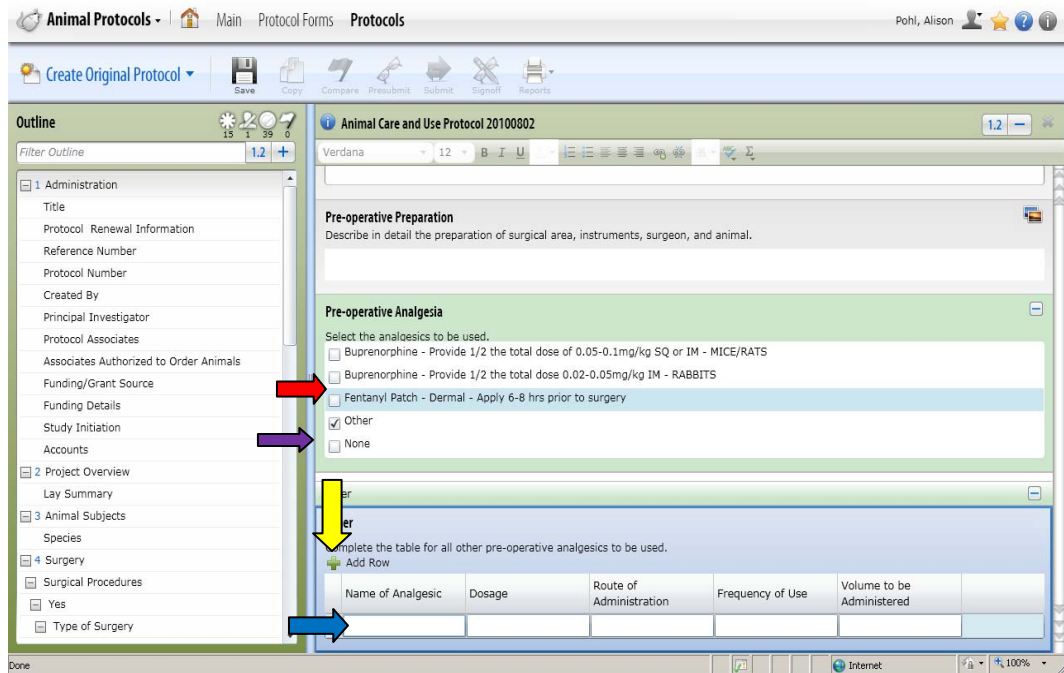 Animal Protocols Main Protocol Forms Protocols Pohl, Alison
Create Original Protocol Save Copy Compare Presubmit Submit Signoff Reports
Outline
15 1 39 0
Filter Outline 1.2 +
1 Administration
Title
Protocol Renewal Information
Reference Number
Protocol Number
Created By
Principal Investigator
Protocol Associates
Associates Authorized to Order Animals
Funding/Grant Source
Funding Details
Study Initiation
Accounts
2 Project Overview
Lay Summary
3 Animal Subjects
Species
4 Surgery
Surgical Procedures
Yes
Type of Surgery
Animal Care and Use Protocol 20100802 1.2
Verdana 12 B I U
Pre-operative Preparation
Describe in detail the preparation of surgical area, instruments, surgeon, and animal.
Pre-operative Analgesia
Select the analgesics to be used.
Buprenorphine - Provide 1/2 the total dose of 0.05-0.1mg/kg SQ or IM - MICE/RATS
Buprenorphine - Provide 1/2 the total dose 0.02-0.05mg/kg IM - RABBITS
Fentanyl Patch - Dermal - Apply 6-8 hrs prior to surgery
Other
None
the table for all other pre-operative analgesics to be used.
Add Row
Name of Analgesic Dosage Route of Administration Frequency of Use Volume to be Administered
Done Internet 100%